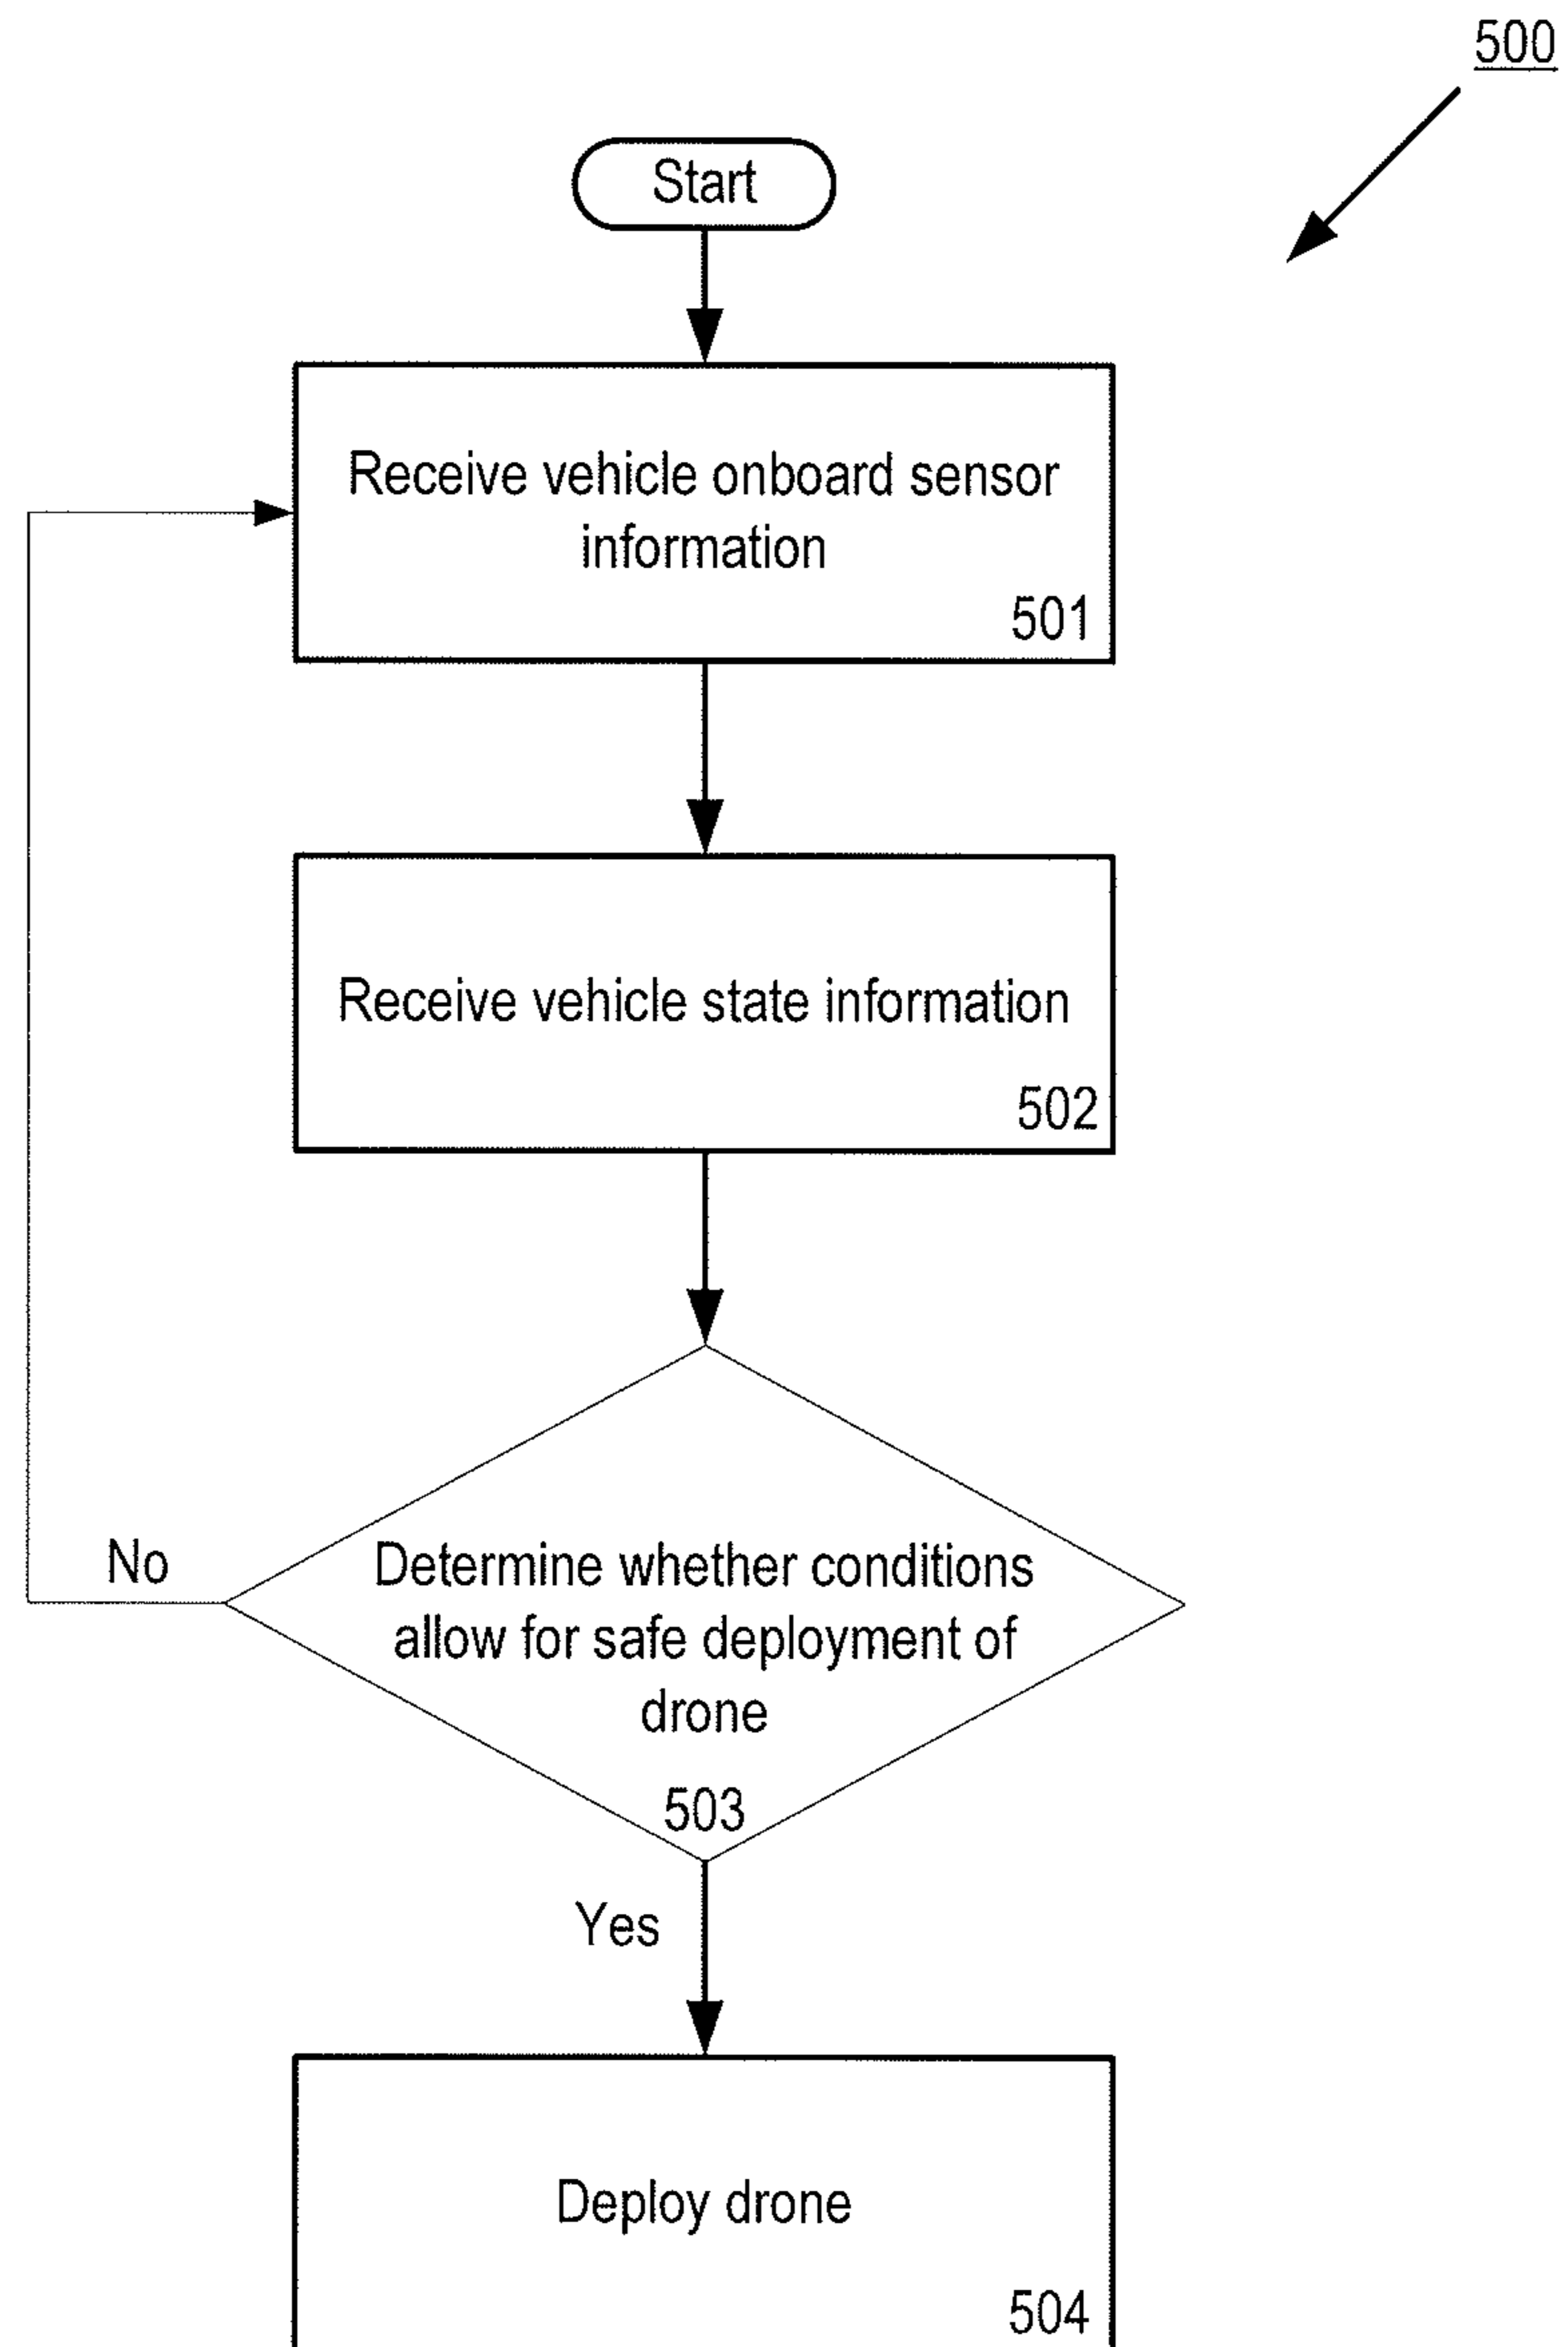 500
Start
Receive vehicle onboard sensor
information
501
Receive vehicle state information
502
No
Determine whether conditions
allow for safe deployment of
drone
503
Yes
Deploy drone
504